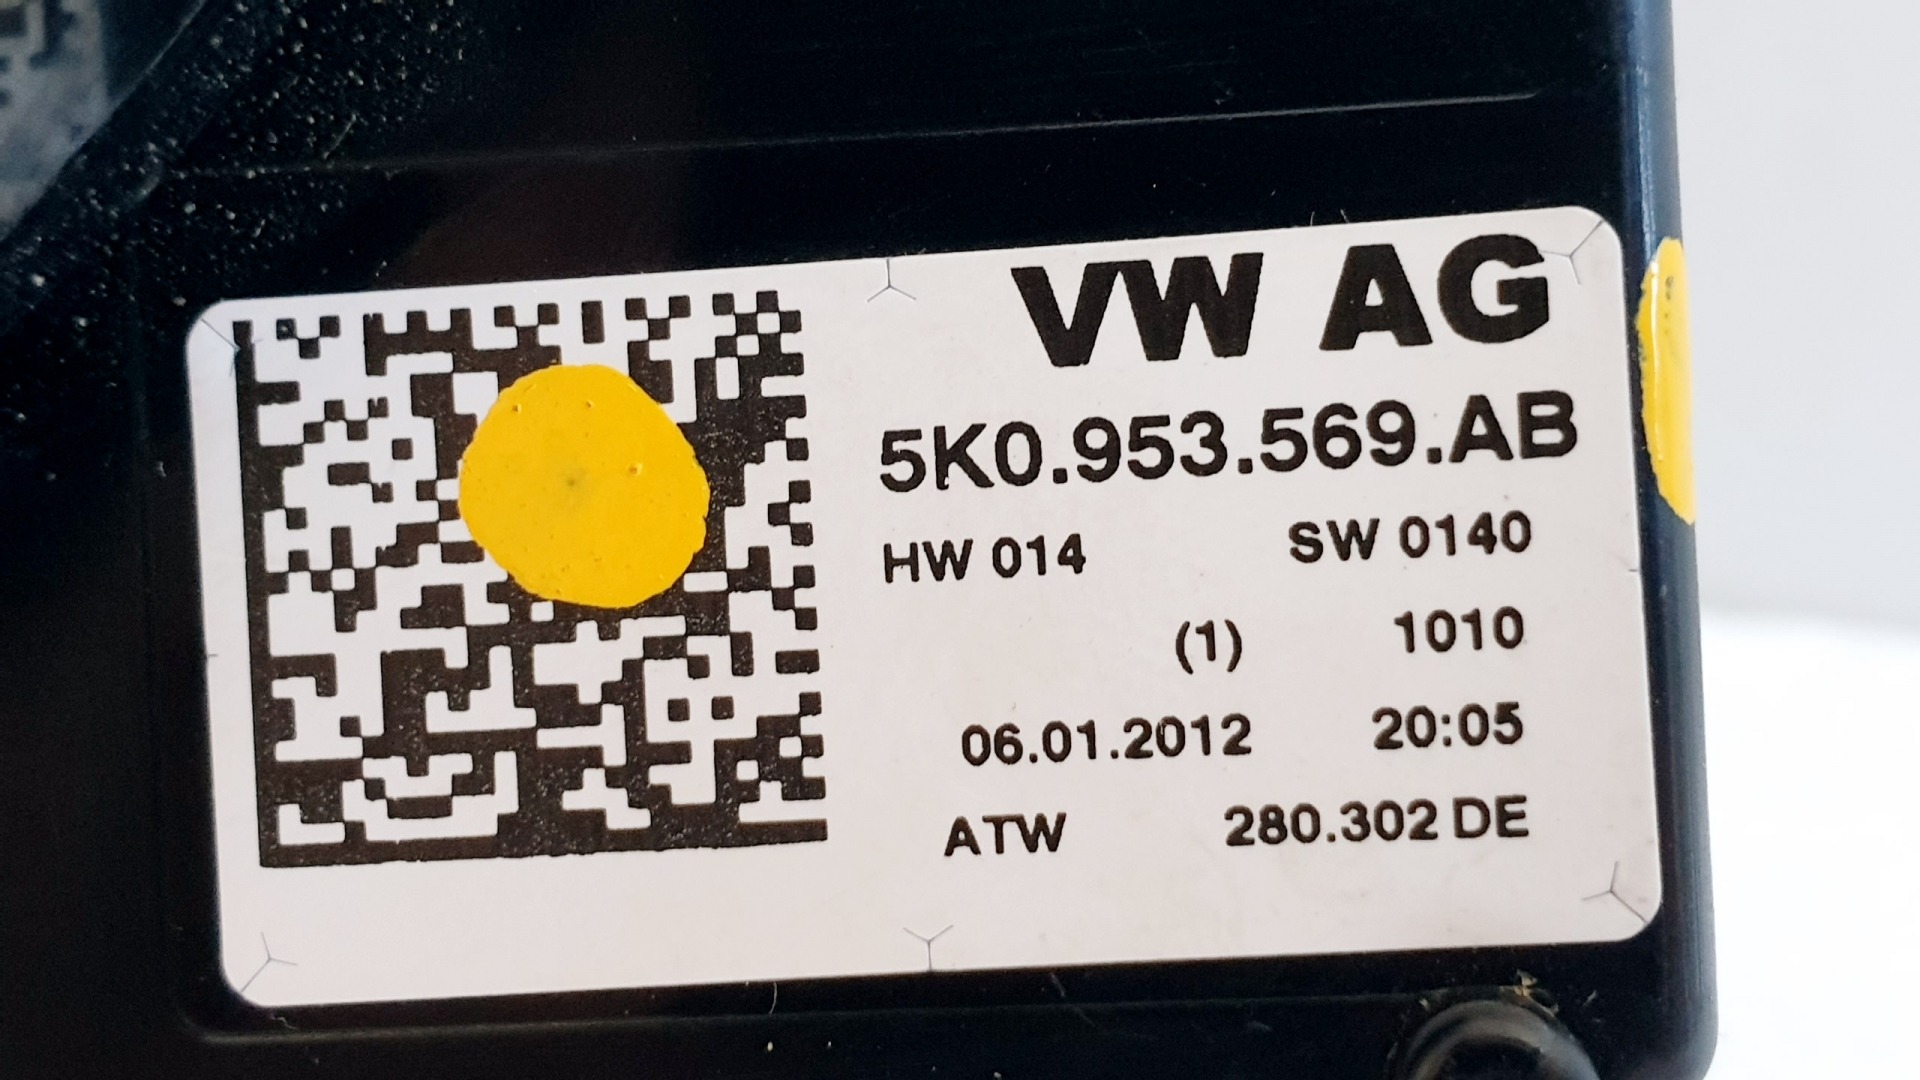 VW AG
5K0.953.569.AB
HW 014 SW 0140
(1) 1010
06.01.2012 20:05
ATW 280.302 DE